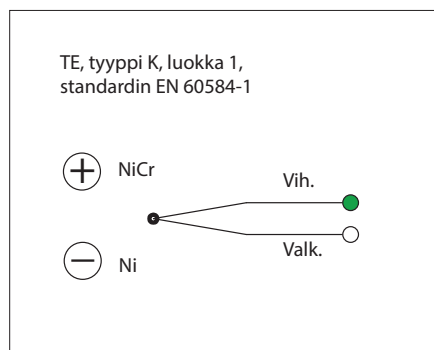 TE, tyyppi K, luokka 1,
standardin EN 60584-1
+ NiCr
Vih.
Valk.
− Ni